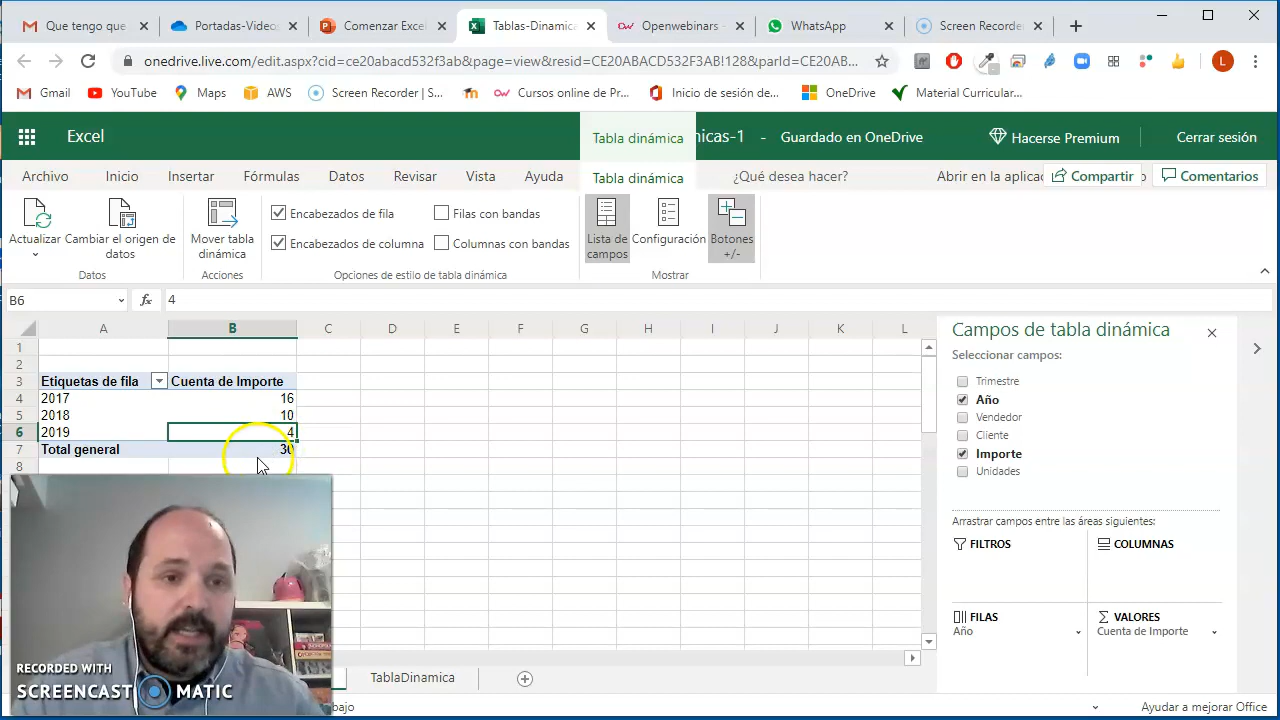 Que tengo que
Portadas-Videos
Comenzar Excel
Tablas-Dinamica
Openwebinars -
WhatsApp
Screen Recorder
onedrive.live.com/edit.aspx?cid=ce20abacd532f3ab&page=view&resid=CE20ABACD532F3AB!128&parId=CE20AB...
L
Gmail
YouTube
Maps
AWS
Screen Recorder | S...
Cursos online de Pr...
Inicio de sesión de...
OneDrive
Material Curricular...
Excel
Tabla dinámica
nicas-1 - Guardado en OneDrive
Hacerse Premium
Cerrar sesión
Archivo
Inicio
Insertar
Fórmulas
Datos
Revisar
Vista
Ayuda
Tabla dinámica
¿Qué desea hacer?
Abrir en la aplicac
Compartir
Comentarios
Actualizar
Cambiar el origen de datos
Mover tabla dinámica
Encabezados de fila
Encabezados de columna
Filas con bandas
Columnas con bandas
Lista de campos
Configuración
Botones +/-
Datos
Acciones
Opciones de estilo de tabla dinámica
Mostrar
B6
fx
4
A B C D E F G H I J K L
1
2
3 Etiquetas de fila Cuenta de Importe
4 2017 16
5 2018 10
6 2019 4
7 Total general 30
8
Campos de tabla dinámica
Seleccionar campos:
Trimestre
Año
Vendedor
Cliente
Importe
Unidades
Arrastrar campos entre las áreas siguientes:
FILTROS
COLUMNAS
FILAS
Año
VALORES
Cuenta de Importe
RECORDED WITH
SCREENCAST MATIC
TablaDinamica
bajo
Ayudar a mejorar Office